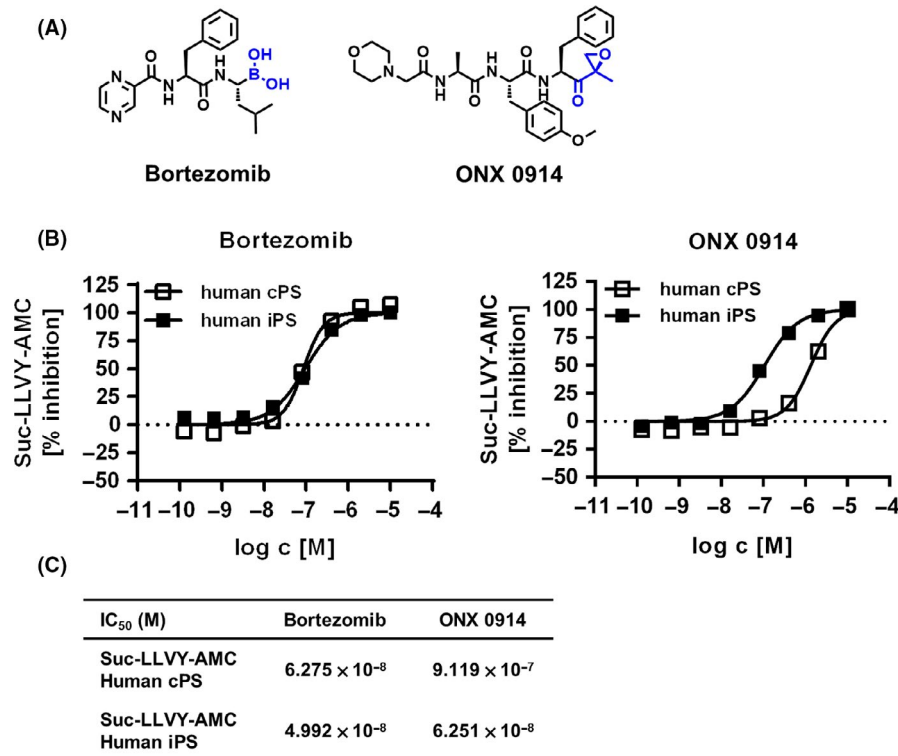 (A)
OH
B
OH
O
H
N
N
N
H
O
N
O
N
O
N
H
O
H
N
O
N
H
O
O
O
Bortezomib
ONX 0914
(B)
Bortezomib
Suc-LLVY-AMC
[% inhibition]
125
100
75
50
25
0
−25
−50
human cPS
human iPS
−11 −10 −9 −8 −7 −6 −5 −4
log c [M]
ONX 0914
Suc-LLVY-AMC
[% inhibition]
125
100
75
50
25
0
−25
−50
human cPS
human iPS
−11 −10 −9 −8 −7 −6 −5 −4
log c [M]
(C)
IC₅₀ (M) Bortezomib ONX 0914
Suc-LLVY-AMC
Human cPS 6.275 × 10⁻⁸ 9.119 × 10⁻⁷
Suc-LLVY-AMC
Human iPS 4.992 × 10⁻⁸ 6.251 × 10⁻⁸